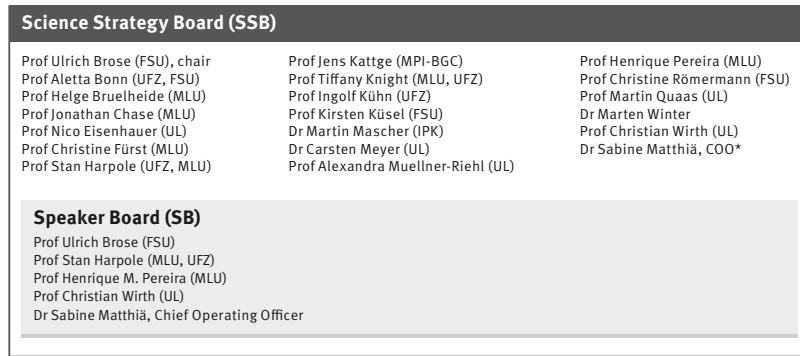 Science Strategy Board (SSB)
Prof Ulrich Brose (FSU), chair
Prof Aletta Bonn (UFZ, FSU)
Prof Helge Bruelheide (MLU)
Prof Jonathan Chase (MLU)
Prof Nico Eisenhauer (UL)
Prof Christine Fürst (MLU)
Prof Stan Harpole (UFZ, MLU)
Prof Jens Kattge (MPI-BGC)
Prof Tiffany Knight (MLU, UFZ)
Prof Ingolf Kühn (UFZ)
Prof Kirsten Küsel (FSU)
Dr Martin Mascher (IPK)
Dr Carsten Meyer (UL)
Prof Alexandra Muellner-Riehl (UL)
Prof Henrique Pereira (MLU)
Prof Christine Römermann (FSU)
Prof Martin Quaas (UL)
Dr Marten Winter
Prof Christian Wirth (UL)
Dr Sabine Matthiä, COO*
Speaker Board (SB)
Prof Ulrich Brose (FSU)
Prof Stan Harpole (MLU, UFZ)
Prof Henrique M. Pereira (MLU)
Prof Christian Wirth (UL)
Dr Sabine Matthiä, Chief Operating Officer